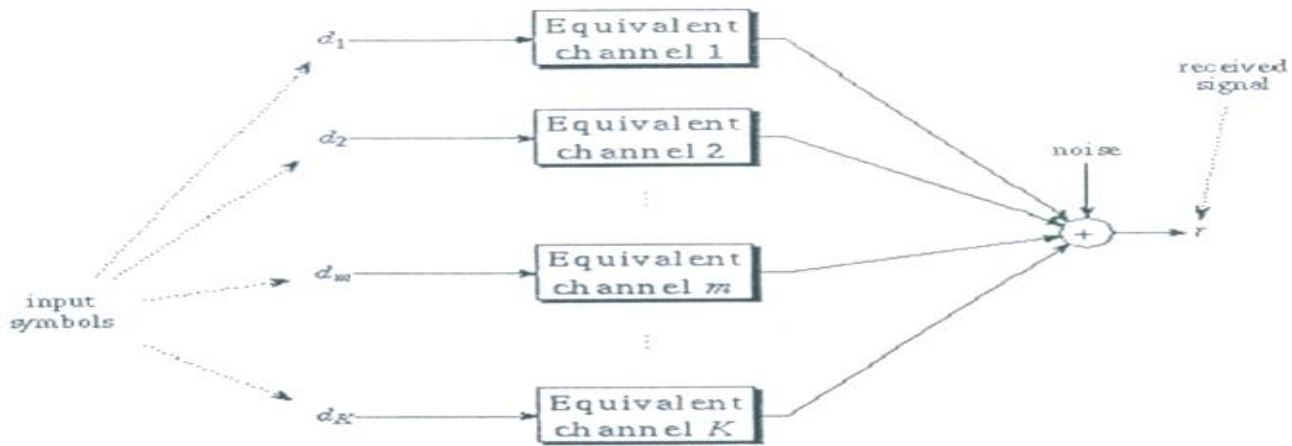 d1
Equivalent
channel 1
received
signal
d2
Equivalent
channel 2
noise
⋮
+
r
dm
Equivalent
channel m
input
symbols
⋮
dK
Equivalent
channel K